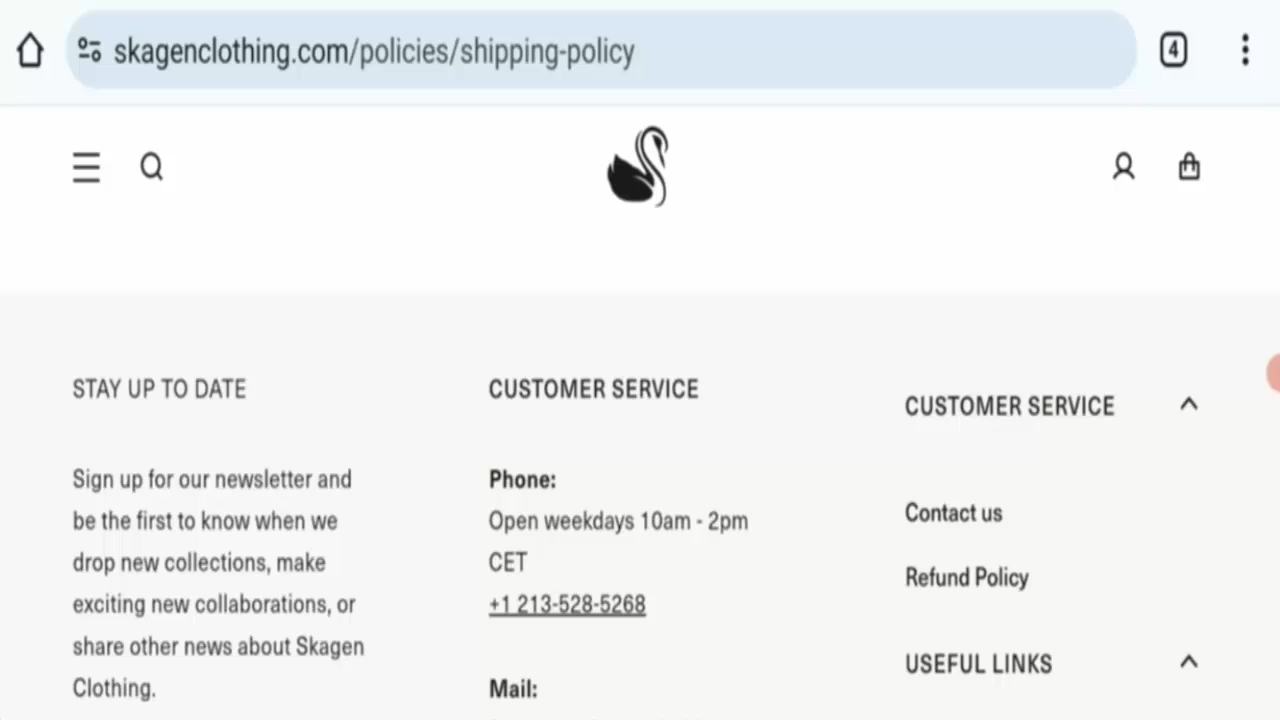 skagenclothing.com/policies/shipping-policy
4
STAY UP TO DATE
Sign up for our newsletter and
be the first to know when we
drop new collections, make
exciting new collaborations, or
share other news about Skagen
Clothing.
CUSTOMER SERVICE
Phone:
Open weekdays 10am - 2pm
CET
+1 213-528-5268
Mail:
CUSTOMER SERVICE
Contact us
Refund Policy
USEFUL LINKS